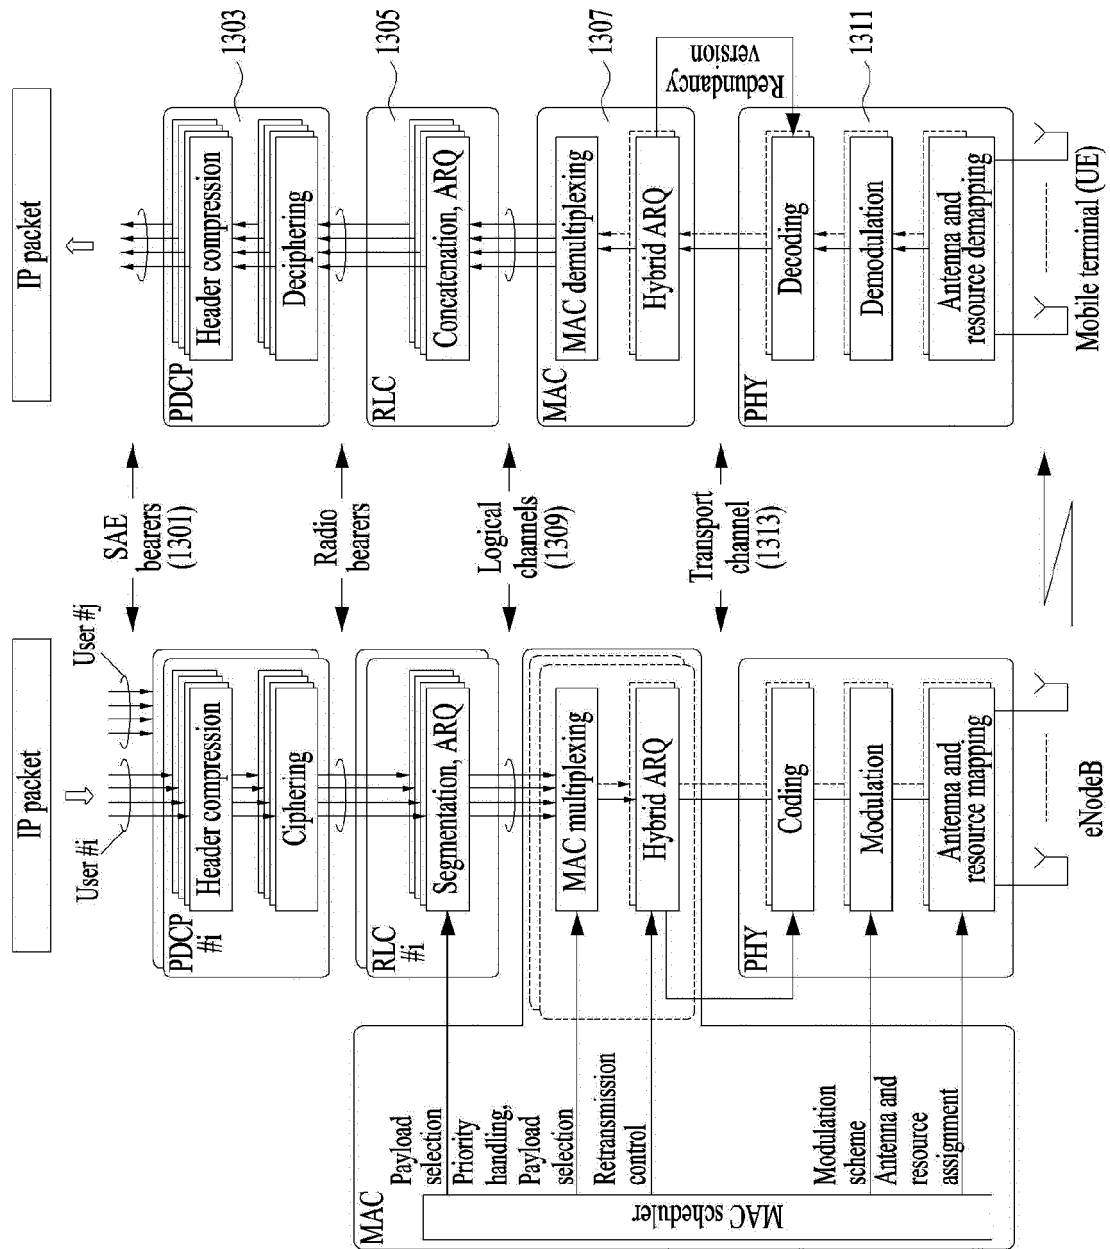 IP packet
User #i
User #j
PDCP
#i
Header compression
Ciphering
RLC
#i
Segmentation, ARQ
MAC
Payload
selection
Priority
handling,
Payload
selection
Retransmission
control
Modulation
scheme
Antenna and
resource
assignment
MAC scheduler
MAC multiplexing
Hybrid ARQ
PHY
Coding
Modulation
Antenna and
resource mapping
eNodeB
SAE
bearers
(1301)
Radio
bearers
Logical
channels
(1309)
Transport
channel
(1313)
IP packet
PDCP
Header compression
Deciphering
1303
RLC
Concatenation, ARQ
1305
MAC
MAC demultiplexing
Hybrid ARQ
1307
Redundancy
version
PHY
Decoding
Demodulation
Antenna and
resource demapping
1311
Mobile terminal (UE)